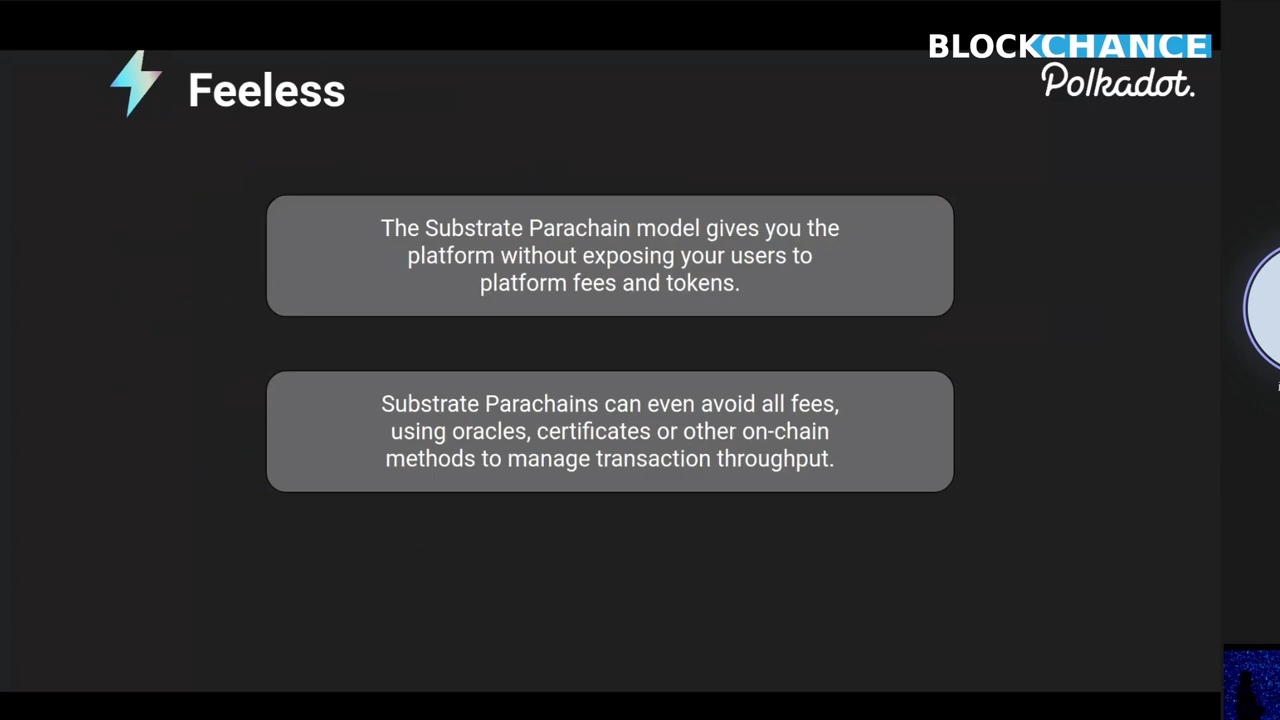 BLOCKCHANCE
Polkadot.
Feeless
The Substrate Parachain model gives you the
platform without exposing your users to
platform fees and tokens.
Substrate Parachains can even avoid all fees,
using oracles, certificates or other on-chain
methods to manage transaction throughput.